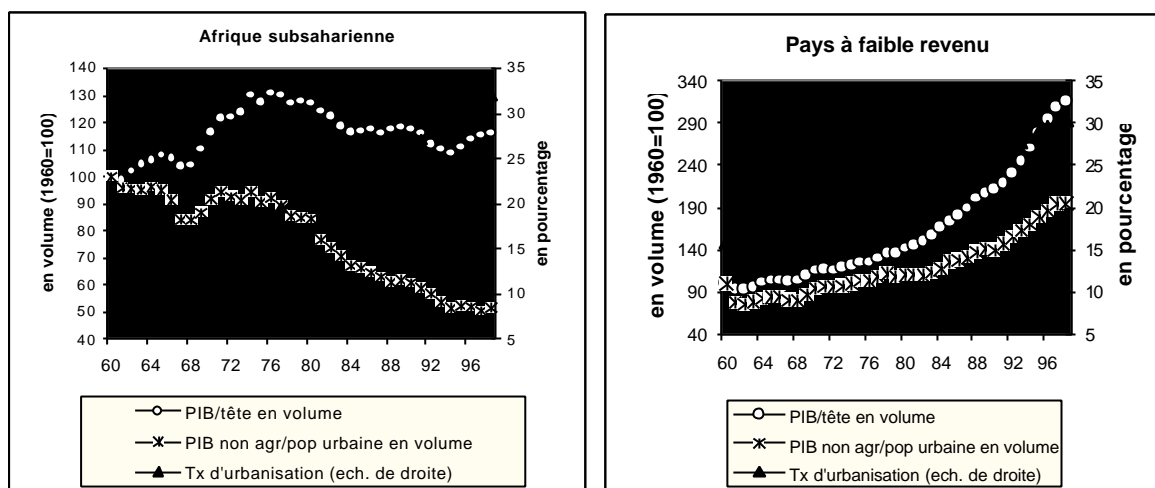 Afrique subsaharienne
en volume (1960=100)
140
130
120
110
100
90
80
70
60
50
40
35
30
25
20
15
10
5
en pourcentage
60 64 68 72 76 80 84 88 92 96
PIB/tête en volume
PIB non agr/pop urbaine en volume
Tx d'urbanisation (ech. de droite)
Pays à faible revenu
en volume (1960=100)
340
290
240
190
140
90
40
35
30
25
20
15
10
5
en pourcentage
60 64 68 72 76 80 84 88 92 96
PIB/tête en volume
PIB non agr/pop urbaine en volume
Tx d'urbanisation (ech. de droite)